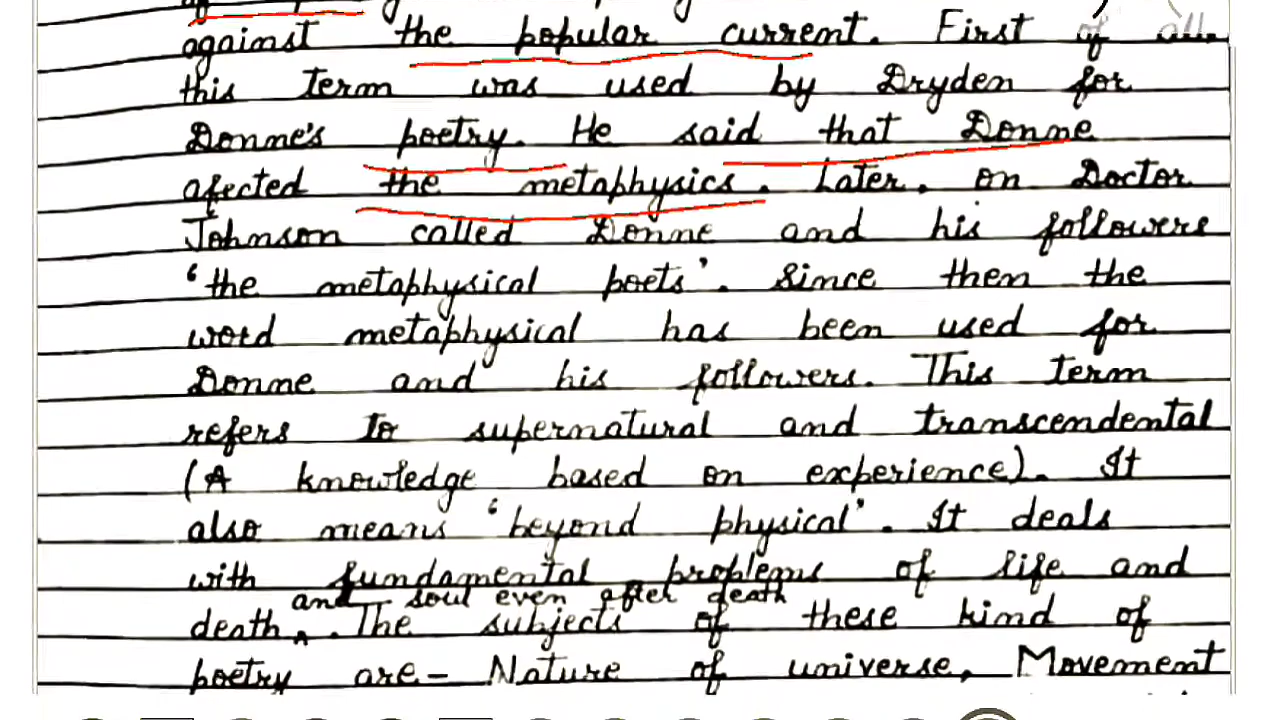 against the popular current. First of all.
this term was used by Dryden for
Donne's poetry. He said that Donne
afected the metaphysics. Later, on Doctor
Johnson called Donne and his followers
'the metaphysical poets'. Since then the
word metaphysical has been used for
Donne and his followers. This term
refers to supernatural and transcendental
(A knowledge based on experience). It
also means 'beyond physical'. It deals
with fundamental problems of life and
and soul even after death
death. The subjects of these kind of
poetry are- Nature of universe, Movement